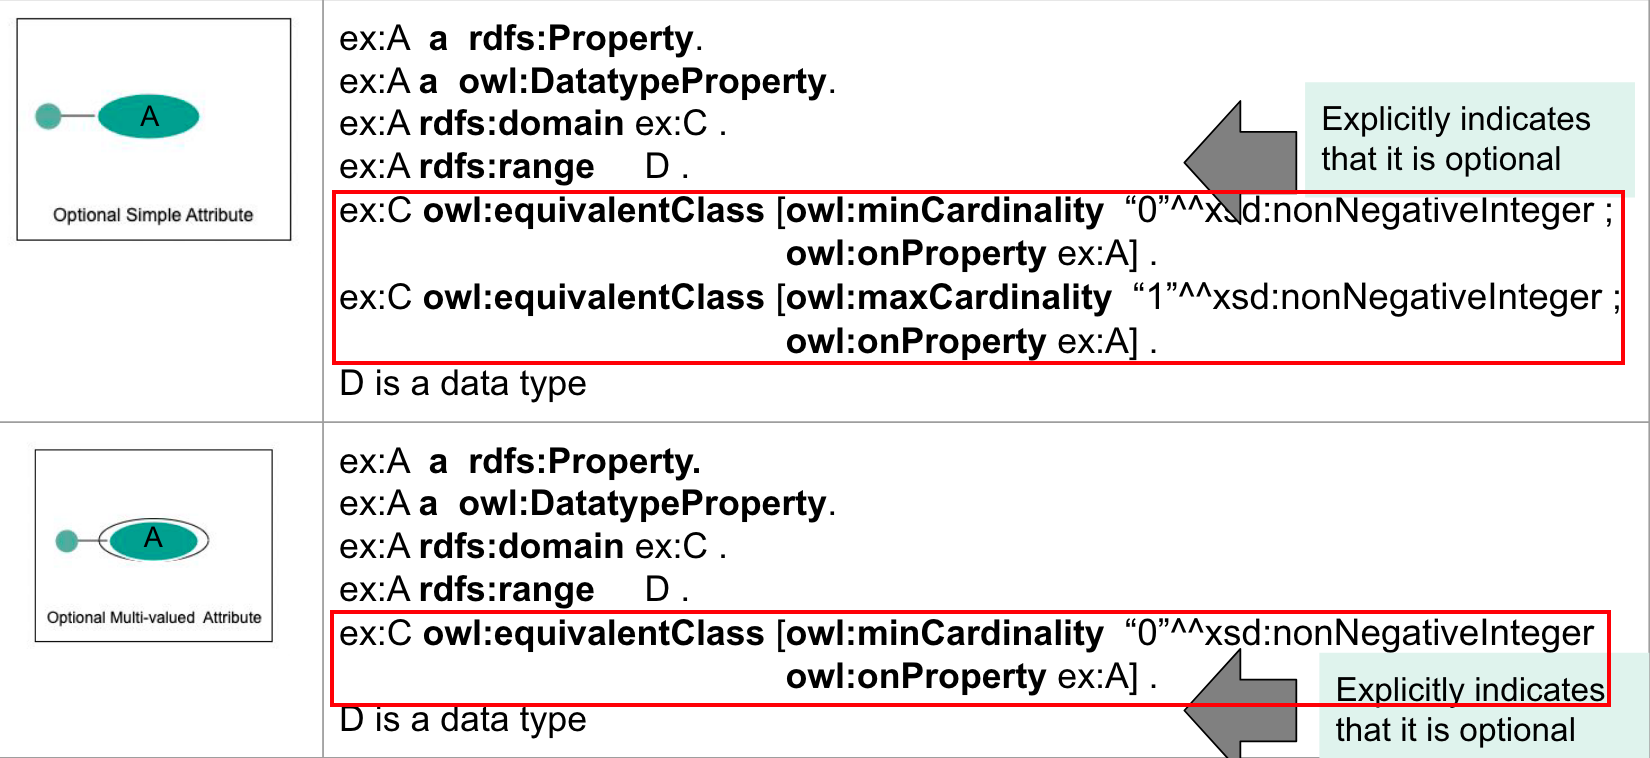 A
Optional Simple Attribute
ex:A a rdfs:Property.
ex:A a owl:DatatypeProperty.
ex:A rdfs:domain ex:C .
ex:A rdfs:range D .
ex:C owl:equivalentClass [owl:minCardinality “0”^^xsd:nonNegativeInteger ;
owl:onProperty ex:A] .
ex:C owl:equivalentClass [owl:maxCardinality “1”^^xsd:nonNegativeInteger ;
owl:onProperty ex:A] .
D is a data type
Explicitly indicates
that it is optional
A
Optional Multi-valued Attribute
ex:A a rdfs:Property.
ex:A a owl:DatatypeProperty.
ex:A rdfs:domain ex:C .
ex:A rdfs:range D .
ex:C owl:equivalentClass [owl:minCardinality “0”^^xsd:nonNegativeInteger
owl:onProperty ex:A] .
D is a data type
Explicitly indicates
that it is optional